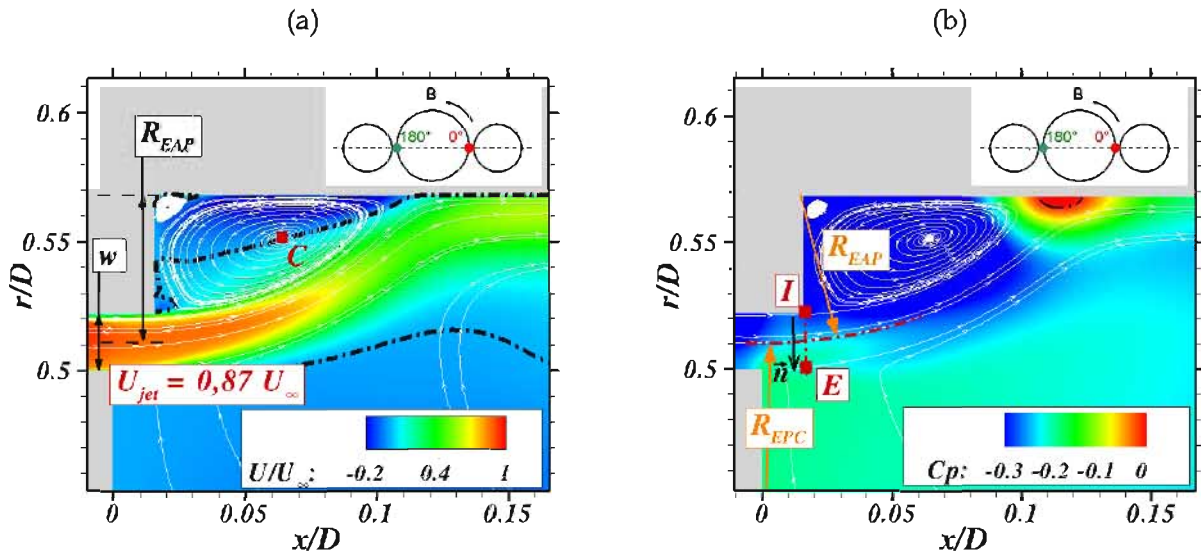 (a)
(b)
B
180° 0°
B
180° 0°
0.6
0.55
0.5
r/D
R_EAP
w
C
U_jet = 0,87 U_∞
U/U_∞: -0.2 0.4 1
0 0.05 0.1 0.15
x/D
0.6
0.55
0.5
r/D
R_EAP
I
ñ
E
R_EPC
Cp: -0.3 -0.2 -0.1 0
0 0.05 0.1 0.15
x/D